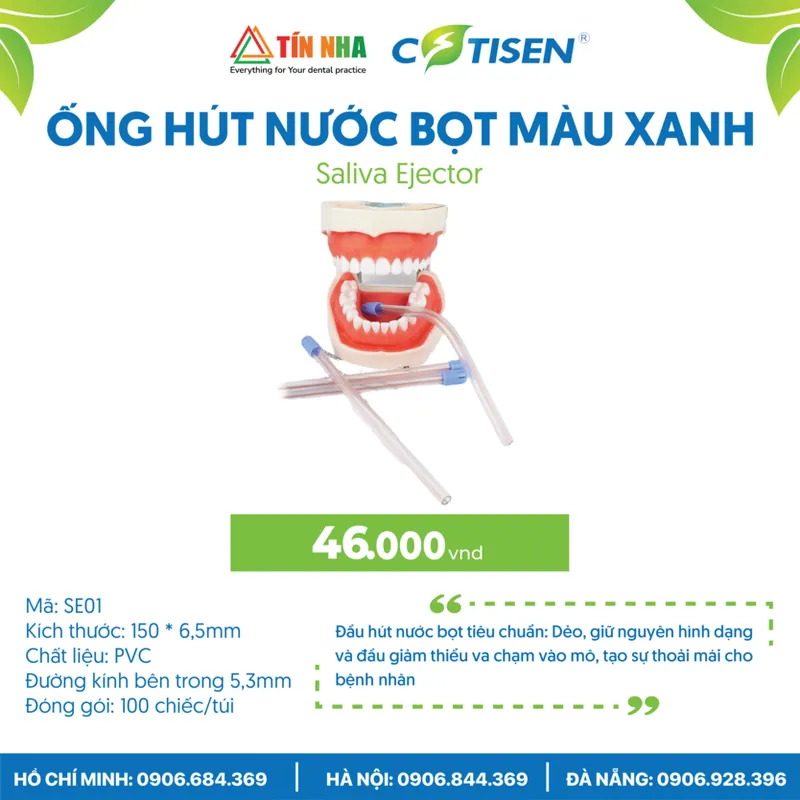 TÍN NHA
Everything for Your dental practice
COTISEN®
ỐNG HÚT NƯỚC BỌT MÀU XANH
Saliva Ejector
46.000 vnd
Mã: SE01
Kích thước: 150 * 6,5mm
Chất liệu: PVC
Đường kính bên trong 5,3mm
Đóng gói: 100 chiếc/túi
Đầu hút nước bọt tiêu chuẩn: Dẻo, giữ nguyên hình dạng
và đầu giảm thiểu va chạm vào mô, tạo sự thoải mái cho
bệnh nhân
HỒ CHÍ MINH: 0906.684.369 | HÀ NỘI: 0906.844.369 | ĐÀ NẴNG: 0906.928.396